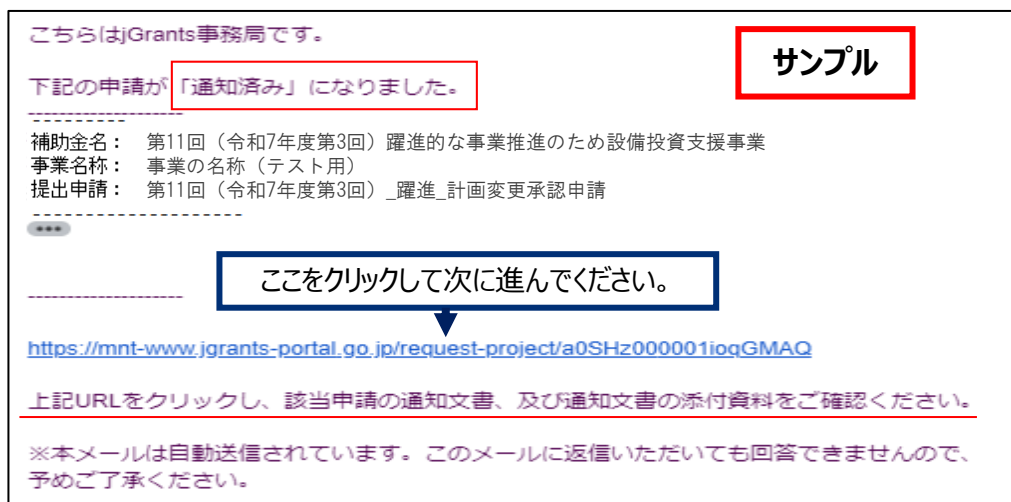 こちらはjGrants事務局です。
サンプル
下記の申請が「通知済み」になりました。
--------------------
----------
補助金名： 第11回（令和7年度第3回）躍進的な事業推進のため設備投資支援事業
事業名称： 事業の名称（テスト用）
提出申請： 第11回（令和7年度第3回）_躍進_計画変更承認申請
--------------------
•••
ここをクリックして次に進んでください。
--------------------
https://mnt-www.jgrants-portal.go.jp/request-project/a0SHz000001ioqGMAQ
上記URLをクリックし、該当申請の通知文書、及び通知文書の添付資料をご確認ください。
※本メールは自動送信されています。このメールに返信いただいても回答できませんので、
予めご了承ください。